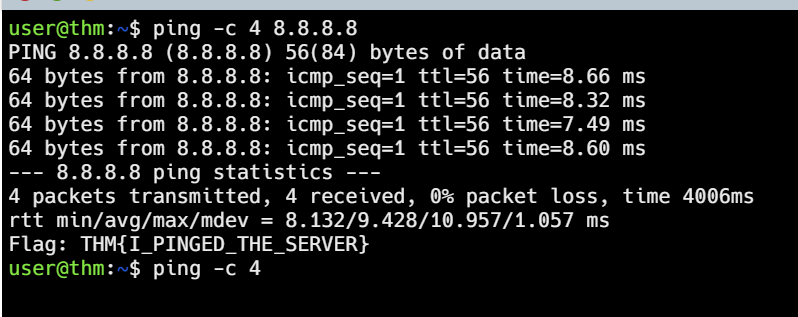 user@thm:~$ ping -c 4 8.8.8.8
PING 8.8.8.8 (8.8.8.8) 56(84) bytes of data
64 bytes from 8.8.8.8: icmp_seq=1 ttl=56 time=8.66 ms
64 bytes from 8.8.8.8: icmp_seq=1 ttl=56 time=8.32 ms
64 bytes from 8.8.8.8: icmp_seq=1 ttl=56 time=7.49 ms
64 bytes from 8.8.8.8: icmp_seq=1 ttl=56 time=8.60 ms
--- 8.8.8.8 ping statistics ---
4 packets transmitted, 4 received, 0% packet loss, time 4006ms
rtt min/avg/max/mdev = 8.132/9.428/10.957/1.057 ms
Flag: THM{I_PINGED_THE_SERVER}
user@thm:~$ ping -c 4